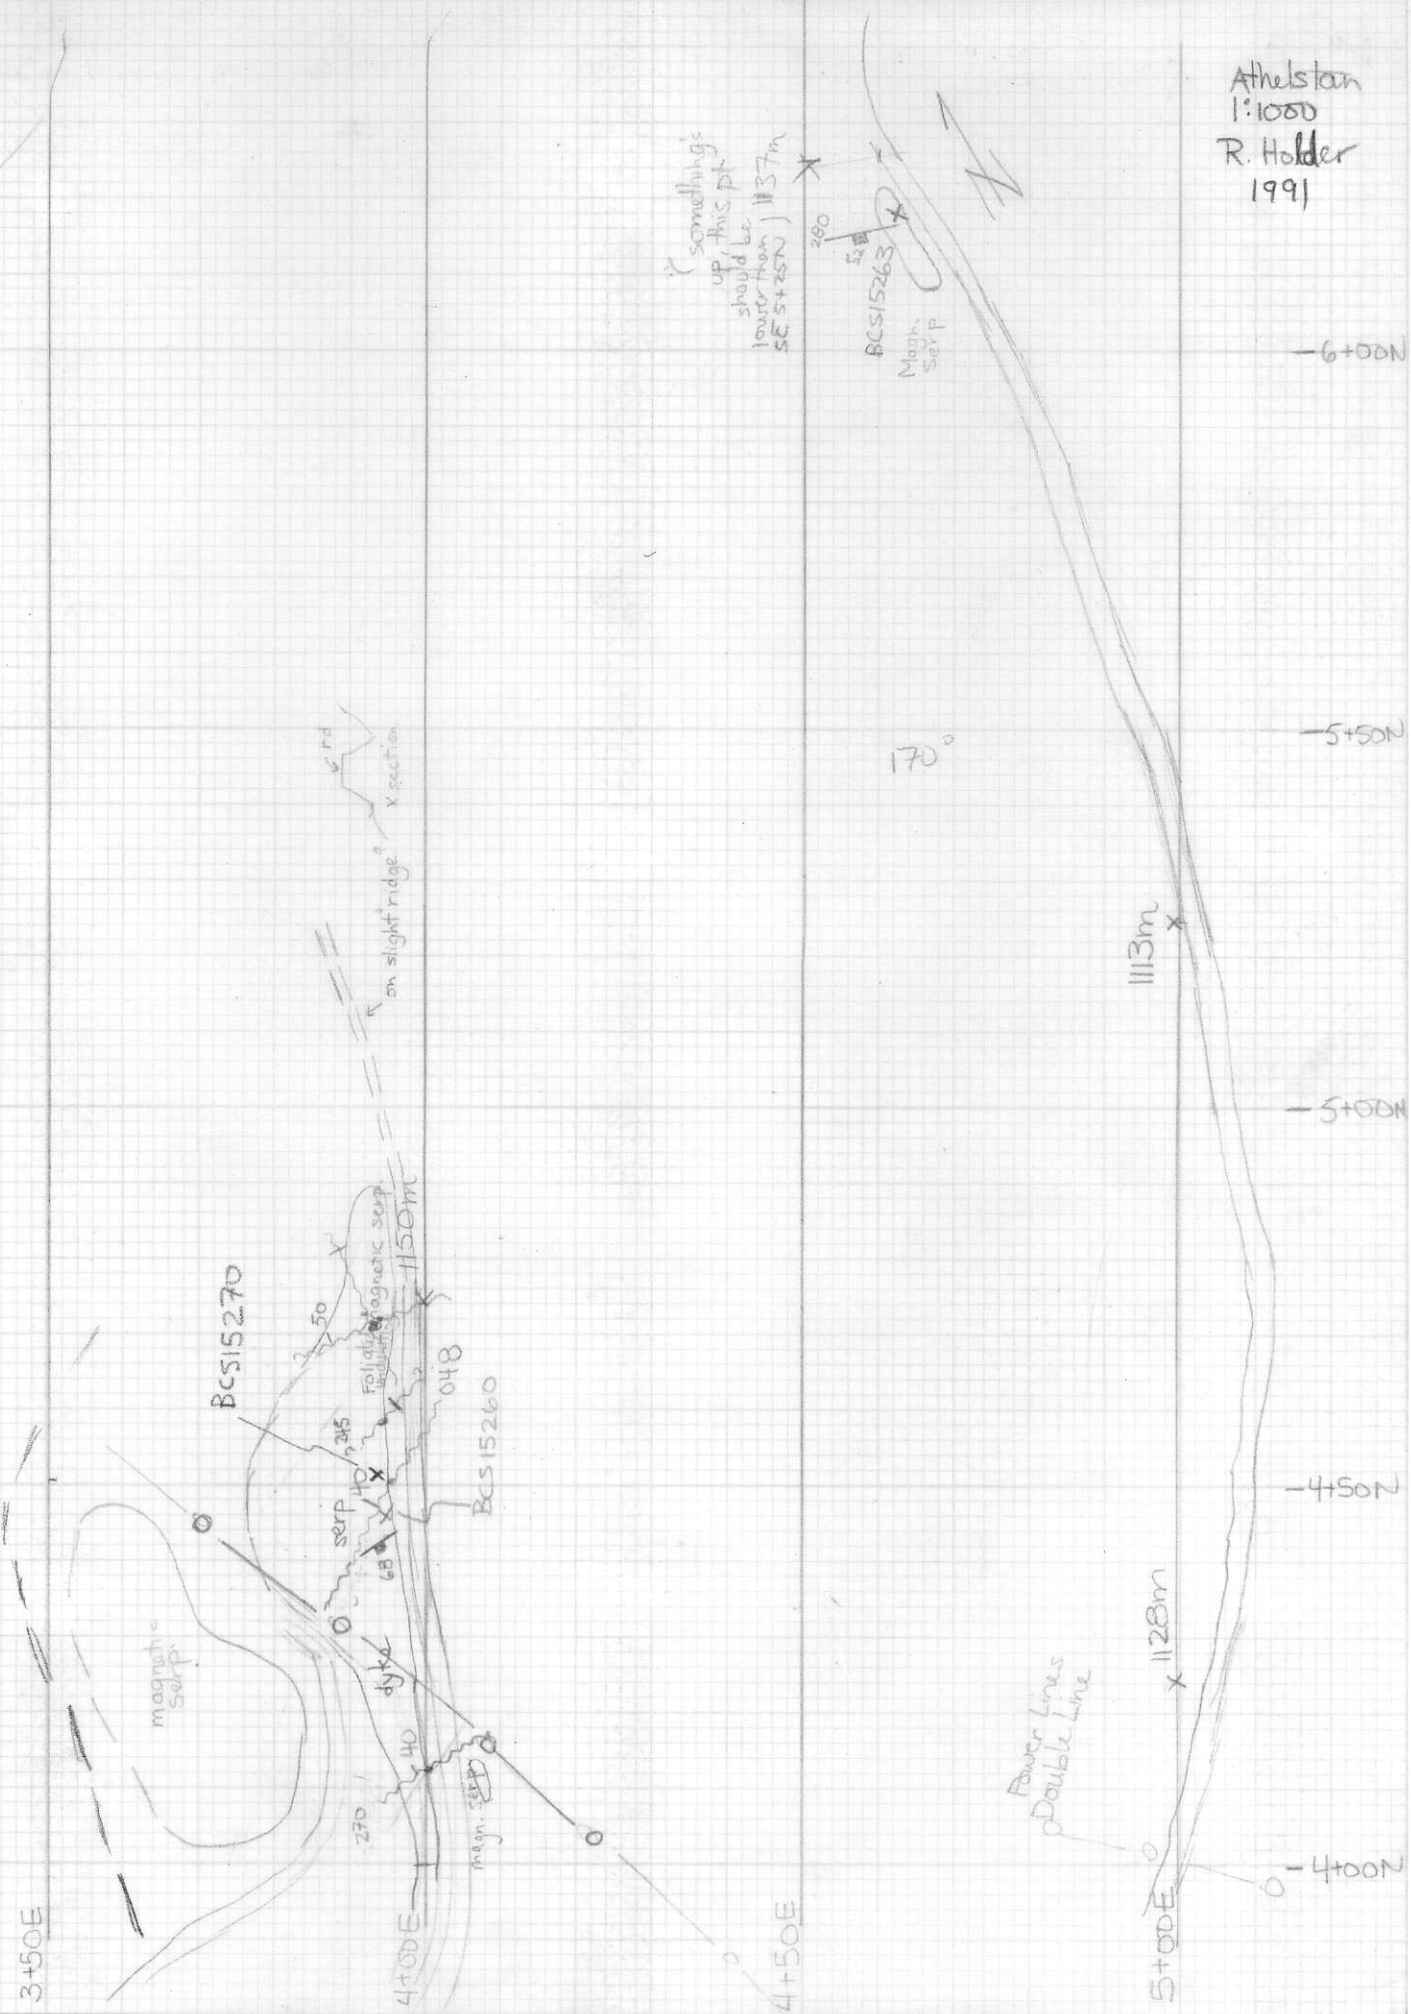 Athelstan
1:1000
R. Holder
1991
something's
up, this pt
should be
lower than
5E 5+25N
1137m
280
52
BCS15263
Magn.
serp
6+00N
rd
x section
170°
5+50N
on slight "ridge"
1113m
5+00N
1150m
magnetic serp.
50
BCS15270
048
245
BCS15260
40
serp
4+50N
68
1128m
magnetic
serp.
dyke
Power Lines
Double Line
40
270
magn. serp
4+00N
3+50E
4+00E
4+50E
5+00E